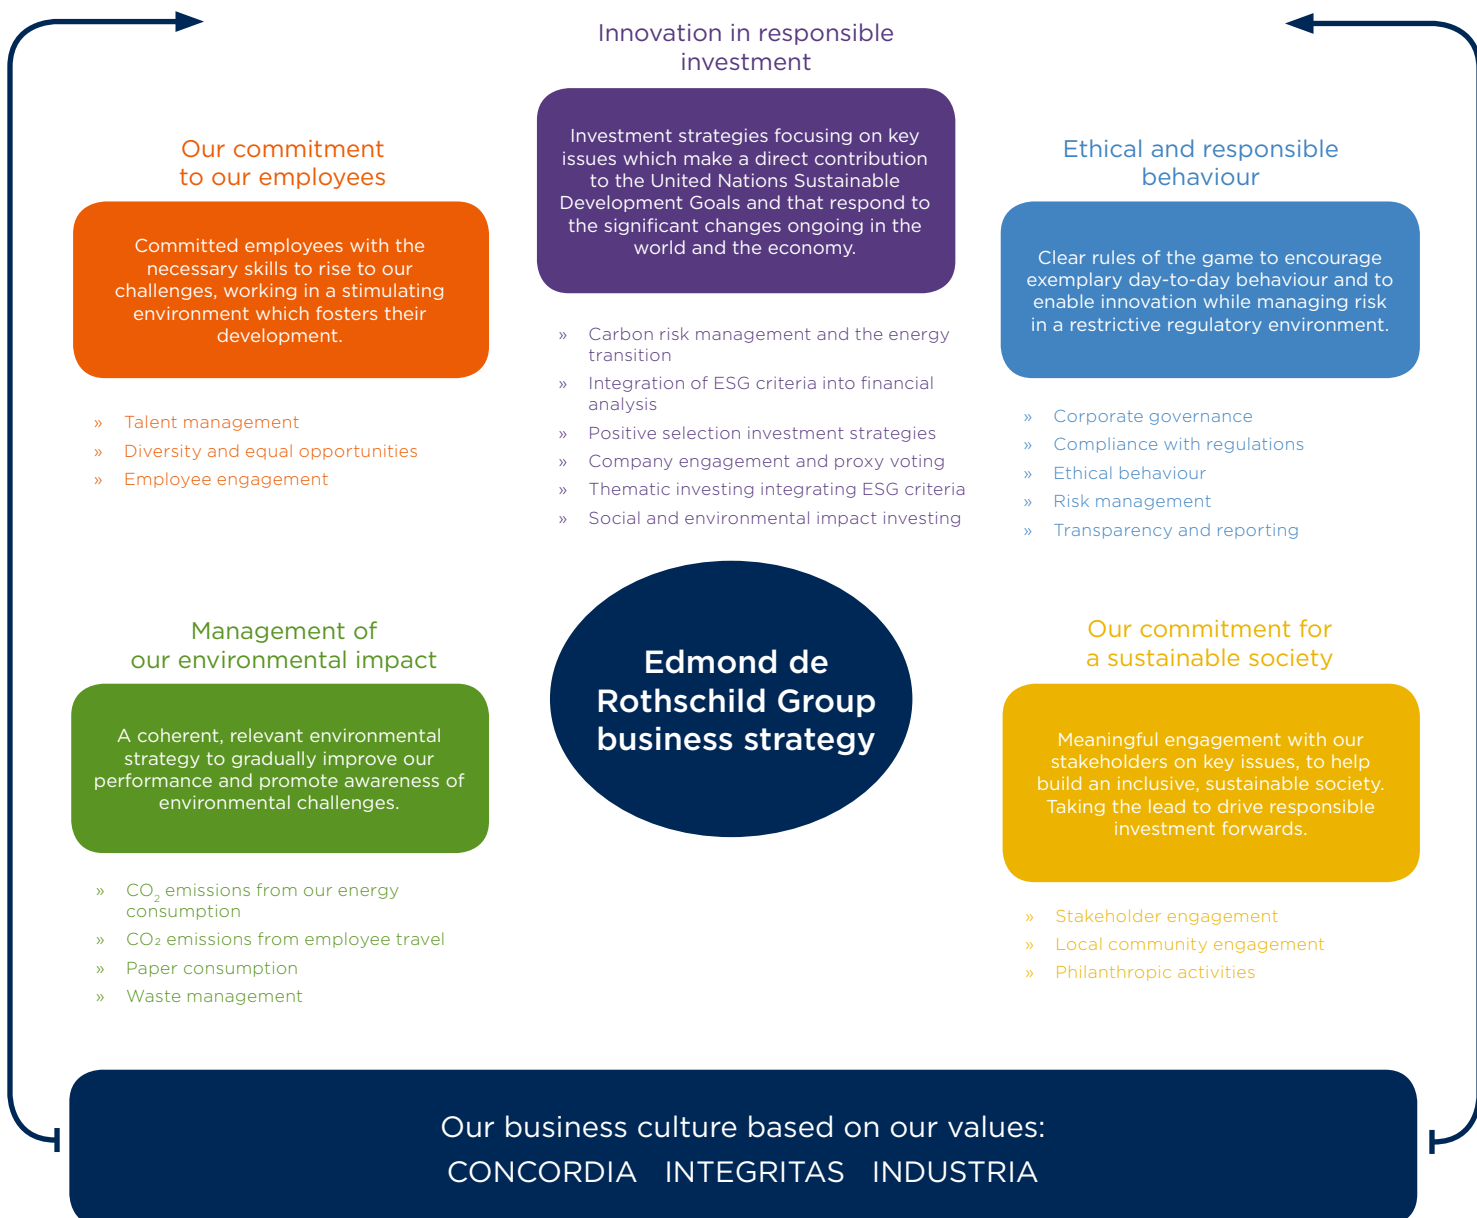 Innovation in responsible
investment
Investment strategies focusing on key
issues which make a direct contribution
to the United Nations Sustainable
Development Goals and that respond to
the significant changes ongoing in the
world and the economy.
» Carbon risk management and the energy
transition
» Integration of ESG criteria into financial
analysis
» Positive selection investment strategies
» Company engagement and proxy voting
» Thematic investing integrating ESG criteria
» Social and environmental impact investing
Our commitment
to our employees
Committed employees with the
necessary skills to rise to our
challenges, working in a stimulating
environment which fosters their
development.
» Talent management
» Diversity and equal opportunities
» Employee engagement
Ethical and responsible
behaviour
Clear rules of the game to encourage
exemplary day-to-day behaviour and to
enable innovation while managing risk
in a restrictive regulatory environment.
» Corporate governance
» Compliance with regulations
» Ethical behaviour
» Risk management
» Transparency and reporting
Management of
our environmental impact
A coherent, relevant environmental
strategy to gradually improve our
performance and promote awareness of
environmental challenges.
» CO₂ emissions from our energy
consumption
» CO₂ emissions from employee travel
» Paper consumption
» Waste management
Edmond de
Rothschild Group
business strategy
Our commitment for
a sustainable society
Meaningful engagement with our
stakeholders on key issues, to help
build an inclusive, sustainable society.
Taking the lead to drive responsible
investment forwards.
» Stakeholder engagement
» Local community engagement
» Philanthropic activities
Our business culture based on our values:
CONCORDIA INTEGRITAS INDUSTRIA